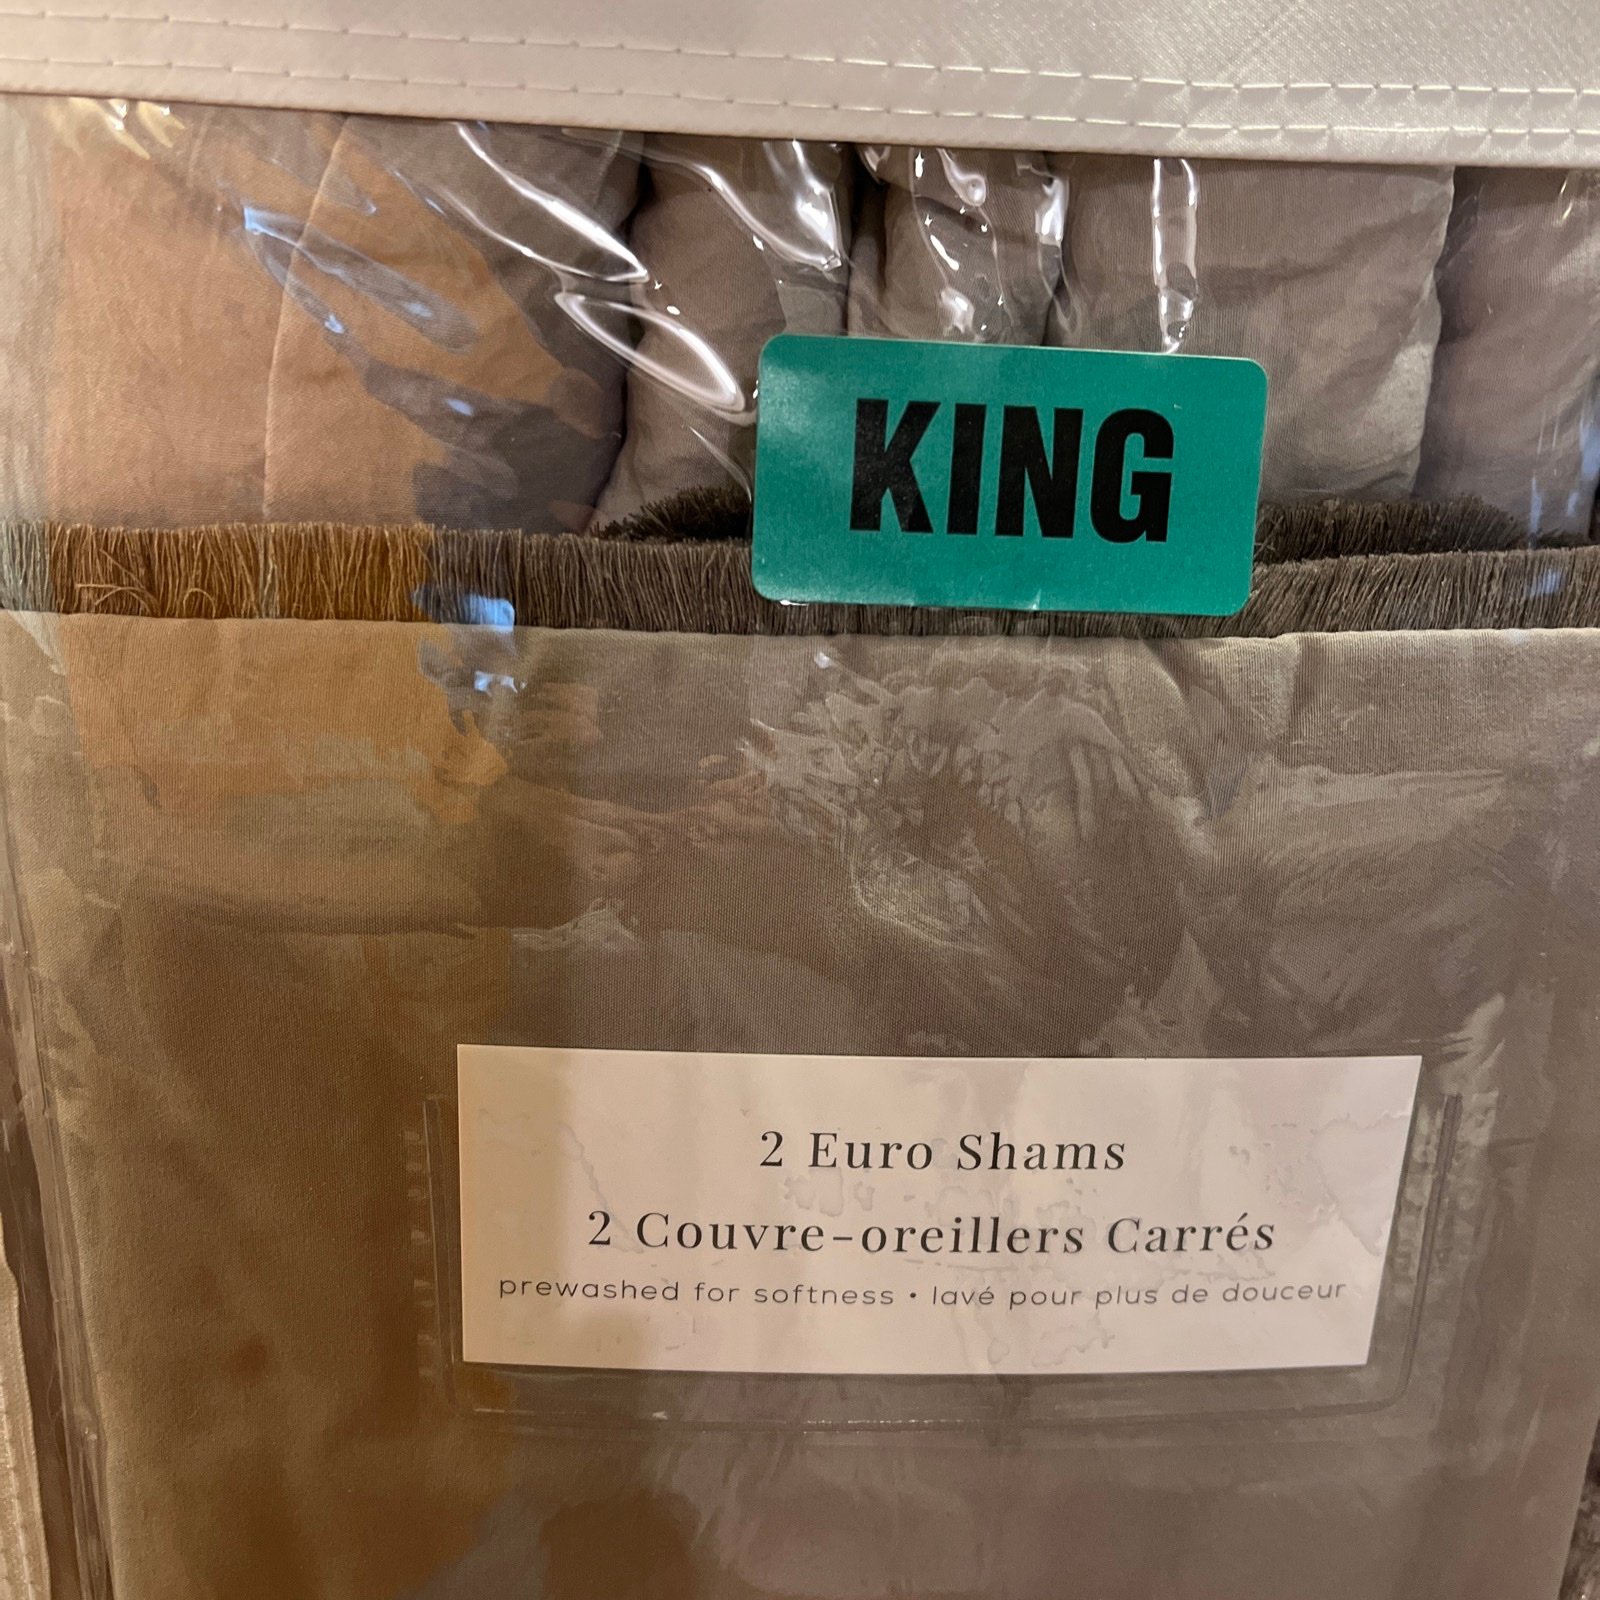 KING
2 Euro Shams
2 Couvre-oreillers Carrés
prewashed for softness • lavé pour plus de douceur